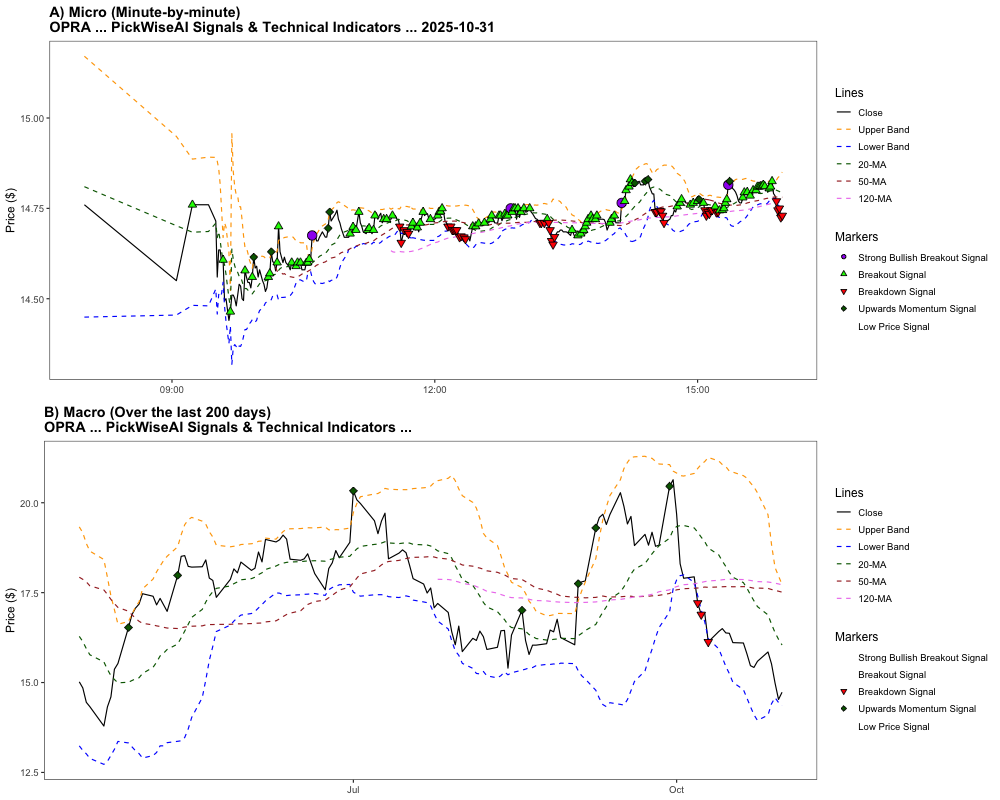 A) Micro (Minute-by-minute)
OPRA ... PickWiseAI Signals & Technical Indicators ... 2025-10-31
Price ($)
15.00
14.75
14.50
09:00
12:00
15:00
Lines
Close
Upper Band
Lower Band
20-MA
50-MA
120-MA
Markers
Strong Bullish Breakout Signal
Breakout Signal
Breakdown Signal
Upwards Momentum Signal
Low Price Signal
B) Macro (Over the last 200 days)
OPRA ... PickWiseAI Signals & Technical Indicators ...
Price ($)
20.0
17.5
15.0
12.5
Jul
Oct
Lines
Close
Upper Band
Lower Band
20-MA
50-MA
120-MA
Markers
Strong Bullish Breakout Signal
Breakout Signal
Breakdown Signal
Upwards Momentum Signal
Low Price Signal